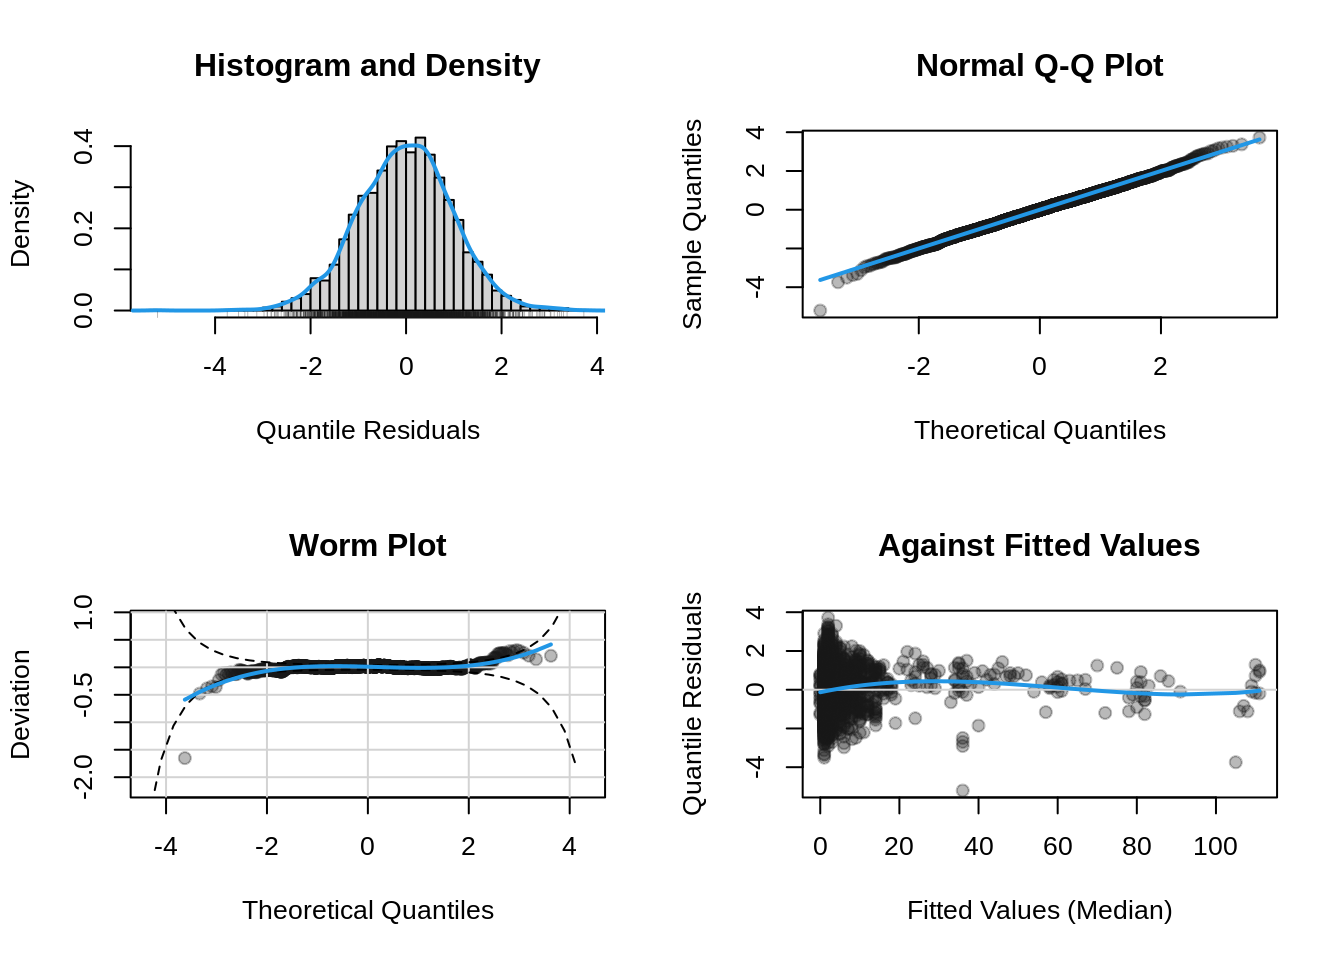 Histogram and Density
Density
0.0 0.2 0.4
-4 -2 0 2 4
Quantile Residuals
Normal Q-Q Plot
Sample Quantiles
-4 0 2 4
-2 0 2
Theoretical Quantiles
Worm Plot
Deviation
-2.0 -0.5 1.0
-4 -2 0 2 4
Theoretical Quantiles
Against Fitted Values
Quantile Residuals
-4 0 2 4
0 20 40 60 80 100
Fitted Values (Median)